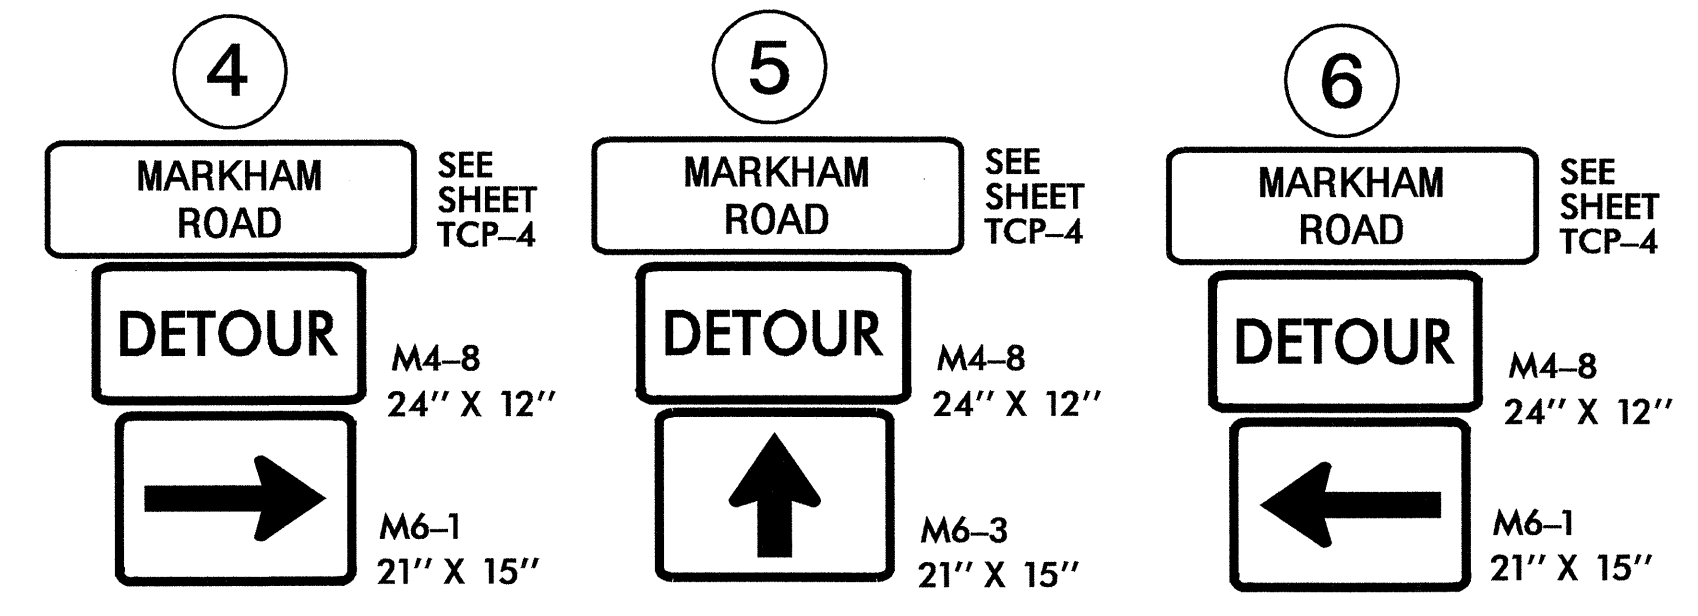 4
MARKHAM
ROAD
SEE
SHEET
TCP–4
DETOUR
M4–8
24″ X 12″
M6–1
21″ X 15″
5
MARKHAM
ROAD
SEE
SHEET
TCP–4
DETOUR
M4–8
24″ X 12″
M6–3
21″ X 15″
6
MARKHAM
ROAD
SEE
SHEET
TCP–4
DETOUR
M4–8
24″ X 12″
M6–1
21″ X 15″